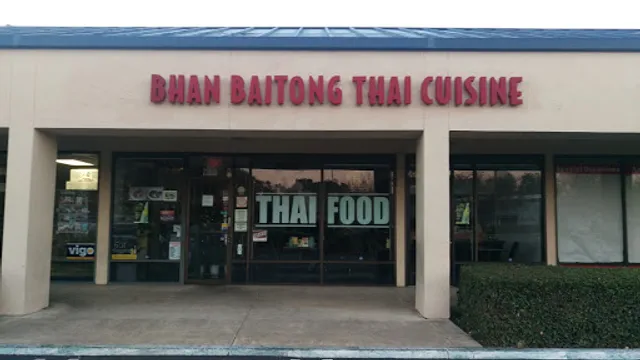 BHAN BAITONG THAI CUISINE
THAI FOOD
vigo